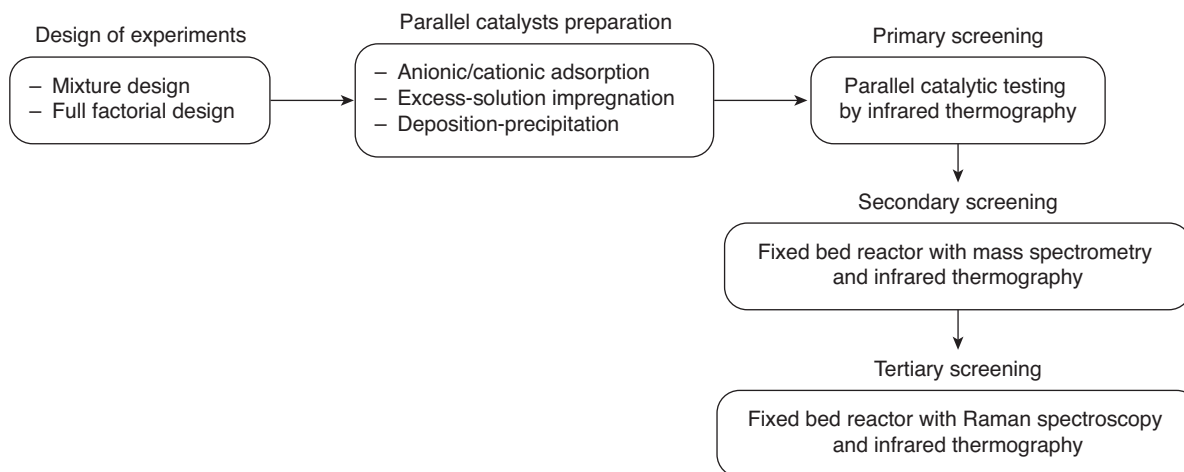 Design of experiments
– Mixture design
– Full factorial design
Parallel catalysts preparation
– Anionic/cationic adsorption
– Excess-solution impregnation
– Deposition-precipitation
Primary screening
Parallel catalytic testing
by infrared thermography
Secondary screening
Fixed bed reactor with mass spectrometry
and infrared thermography
Tertiary screening
Fixed bed reactor with Raman spectroscopy
and infrared thermography